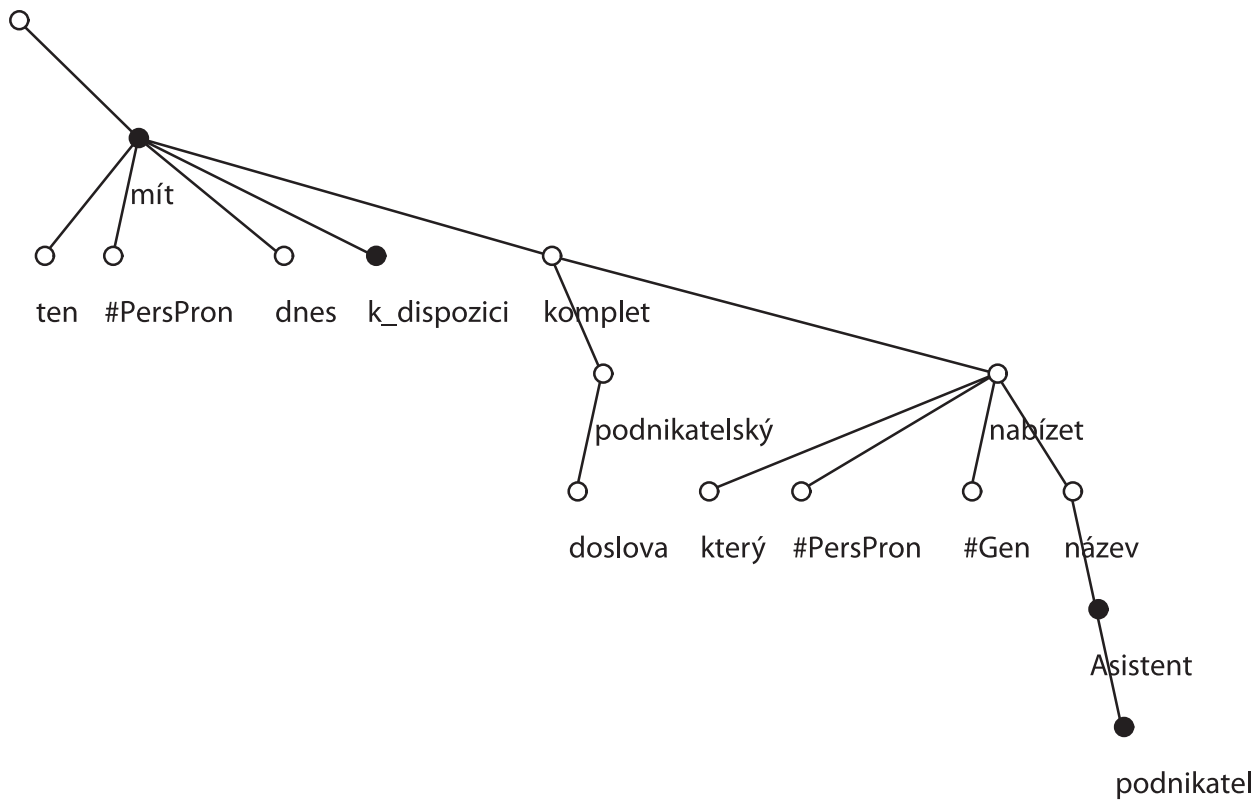 mít
ten #PersPron dnes k_dispozici komplet
podnikatelský nabízet
doslova který #PersPron #Gen název
Asistent
podnikatel